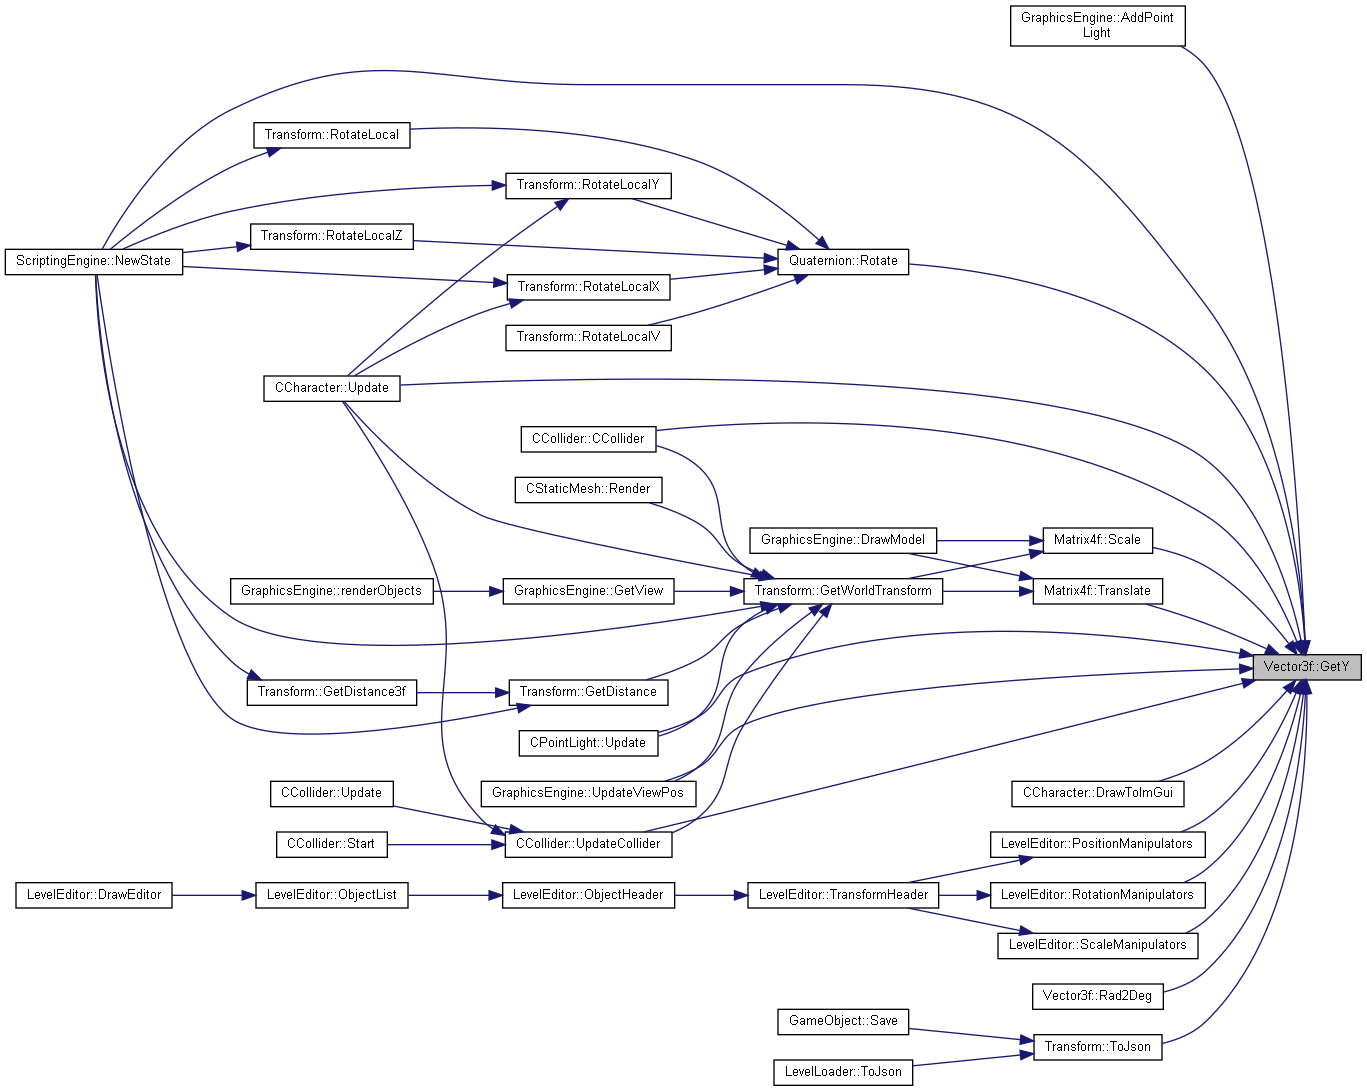 GraphicsEngine::AddPoint
Light
Transform::RotateLocal
Transform::RotateLocalY
Transform::RotateLocalZ
ScriptingEngine::NewState
Quaternion::Rotate
Transform::RotateLocalX
Transform::RotateLocalV
CCharacter::Update
CCollider::CCollider
CStaticMesh::Render
GraphicsEngine::DrawModel
Matrix4f::Scale
GraphicsEngine::renderObjects
GraphicsEngine::GetView
Transform::GetWorldTransform
Matrix4f::Translate
Vector3f::GetY
Transform::GetDistance3f
Transform::GetDistance
CPointLight::Update
CCollider::Update
GraphicsEngine::UpdateViewPos
CCharacter::DrawToImGui
CCollider::Start
CCollider::UpdateCollider
LevelEditor::PositionManipulators
LevelEditor::DrawEditor
LevelEditor::ObjectList
LevelEditor::ObjectHeader
LevelEditor::TransformHeader
LevelEditor::RotationManipulators
LevelEditor::ScaleManipulators
Vector3f::Rad2Deg
GameObject::Save
Transform::ToJson
LevelLoader::ToJson